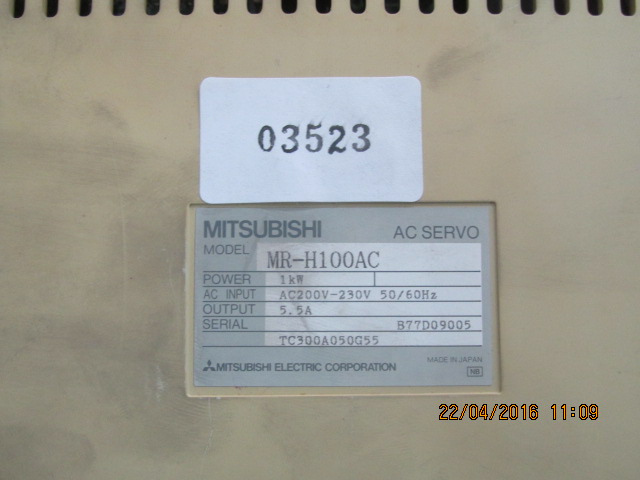 03523
MITSUBISHI AC SERVO
MODEL MR-H100AC
POWER 1kW
AC INPUT AC200V-230V 50/60Hz
OUTPUT 5.5A
SERIAL B77D09005
TC300A050G55
MITSUBISHI ELECTRIC CORPORATION
MADE IN JAPAN
NB
22/04/2016 11:09